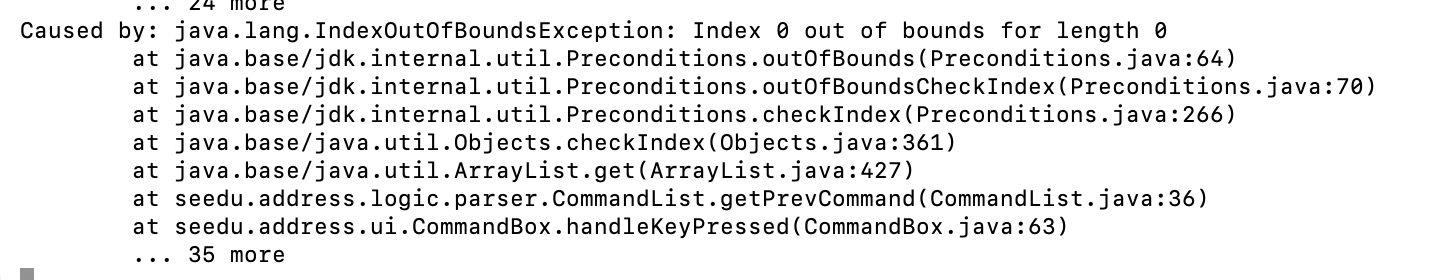 ... 24 more
Caused by: java.lang.IndexOutOfBoundsException: Index 0 out of bounds for length 0
at java.base/jdk.internal.util.Preconditions.outOfBounds(Preconditions.java:64)
at java.base/jdk.internal.util.Preconditions.outOfBoundsCheckIndex(Preconditions.java:70)
at java.base/jdk.internal.util.Preconditions.checkIndex(Preconditions.java:266)
at java.base/java.util.Objects.checkIndex(Objects.java:361)
at java.base/java.util.ArrayList.get(ArrayList.java:427)
at seedu.address.logic.parser.CommandList.getPrevCommand(CommandList.java:36)
at seedu.address.ui.CommandBox.handleKeyPressed(CommandBox.java:63)
... 35 more